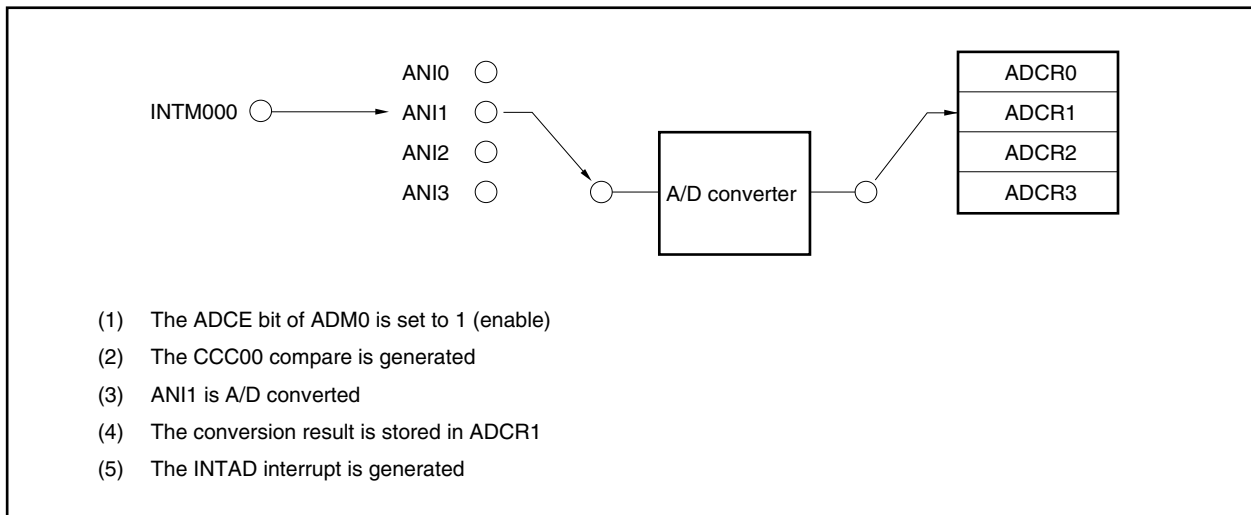 ANI0
ADCR0
INTM000
ANI1
ADCR1
ANI2
ADCR2
ANI3
A/D converter
ADCR3
(1) The ADCE bit of ADM0 is set to 1 (enable)
(2) The CCC00 compare is generated
(3) ANI1 is A/D converted
(4) The conversion result is stored in ADCR1
(5) The INTAD interrupt is generated